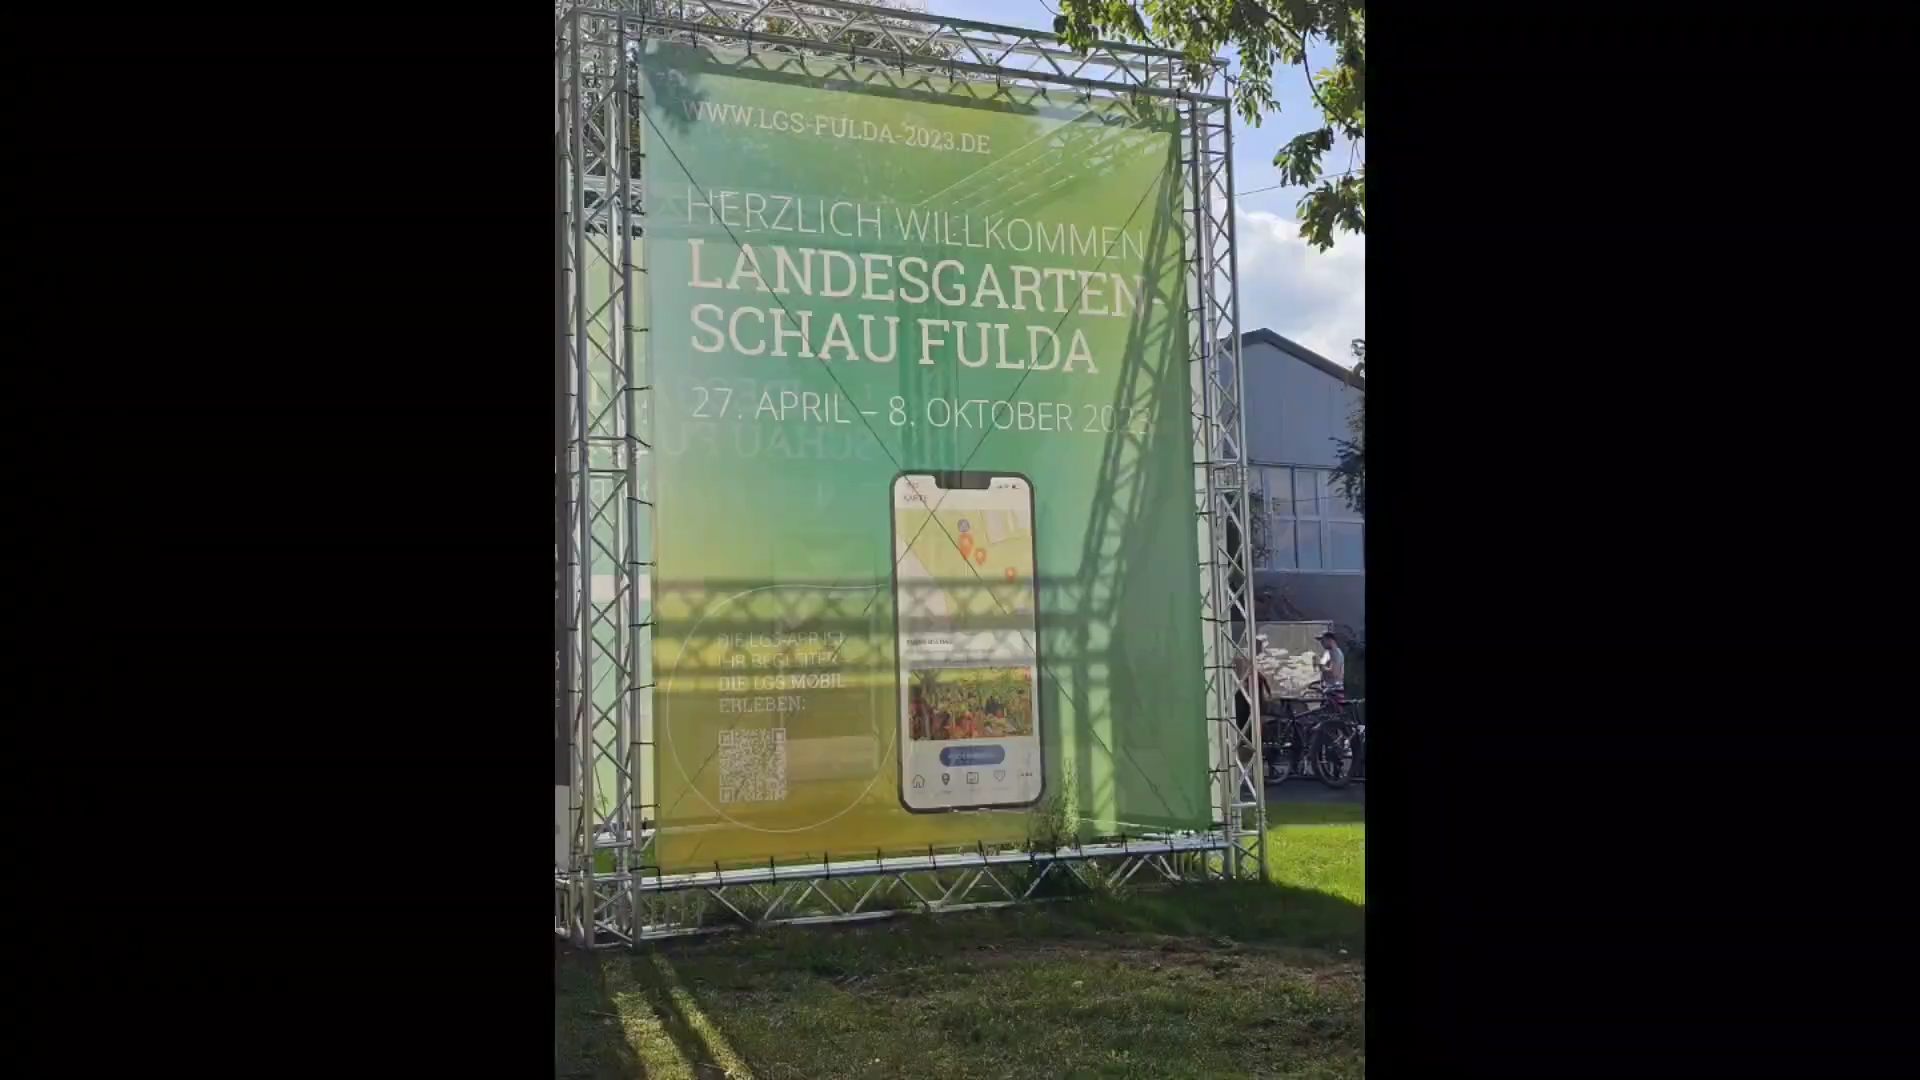 WWW.LGS-FULDA-2023.DE
HERZLICH WILLKOMMEN
LANDESGARTEN-
SCHAU FULDA
27. APRIL – 8. OKTOBER 2023
KARTE
DIE LGS-APP IST
IHR BEGLEITER.
DIE LGS MOBIL
ERLEBEN: